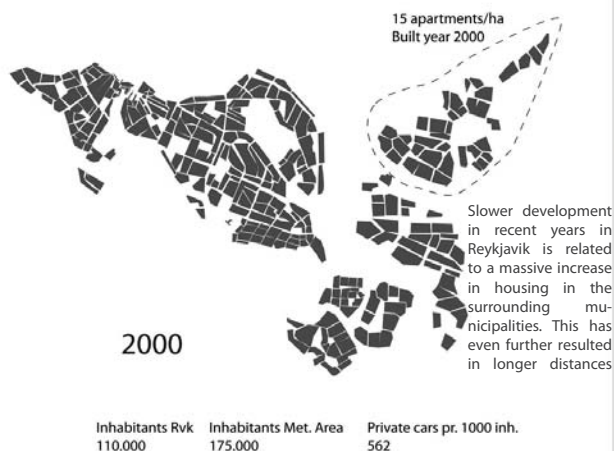 15 apartments/ha
Built year 2000
Slower development
in recent years in
Reykjavik is related
to a massive increase
in housing in the
surrounding mu-
nicipalities. This has
even further resulted
in longer distances
2000
Inhabitants Rvk Inhabitants Met. Area Private cars pr. 1000 inh.
110.000 175.000 562